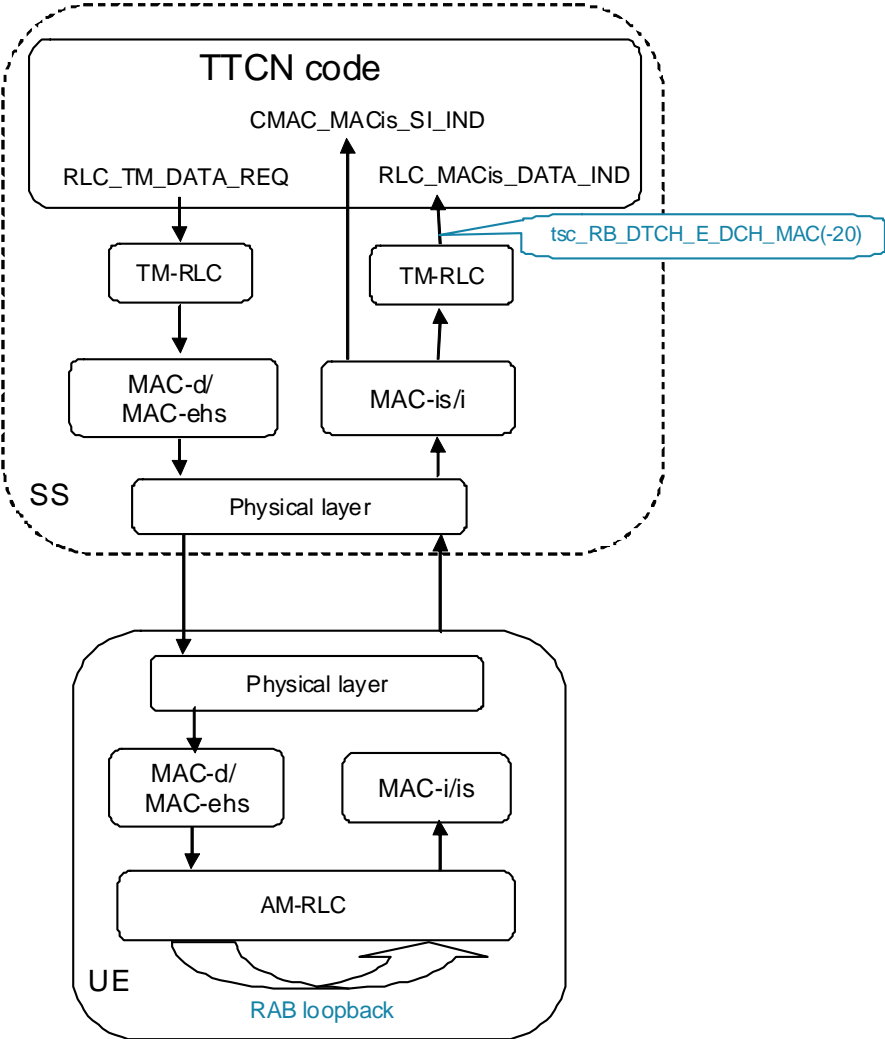 TTCN code
CMAC_MACis_SI_IND
RLC_TM_DATA_REQ
RLC_MACis_DATA_IND
tsc_RB_DTCH_E_DCH_MAC(-20)
TM-RLC
TM-RLC
MAC-d/
MAC-ehs
MAC-is/i
SS
Physical layer
Physical layer
MAC-d/
MAC-ehs
MAC-i/is
AM-RLC
UE
RAB loopback